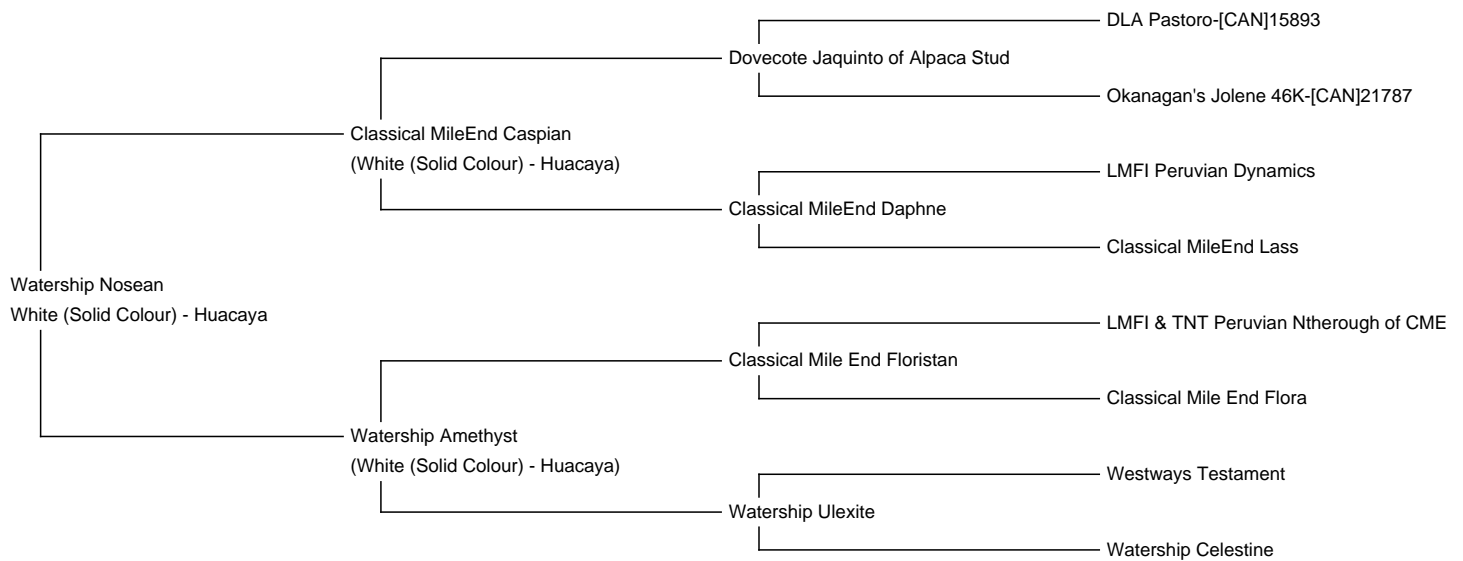 DLA Pastoro-[CAN]15893
Dovecote Jaquinto of Alpaca Stud
Okanagan's Jolene 46K-[CAN]21787
Classical MileEnd Caspian
(White (Solid Colour) - Huacaya)
LMFI Peruvian Dynamics
Classical MileEnd Daphne
Classical MileEnd Lass
Watership Nosean
White (Solid Colour) - Huacaya
LMFI & TNT Peruvian Ntherough of CME
Classical Mile End Floristan
Classical Mile End Flora
Watership Amethyst
(White (Solid Colour) - Huacaya)
Westways Testament
Watership Ulexite
Watership Celestine